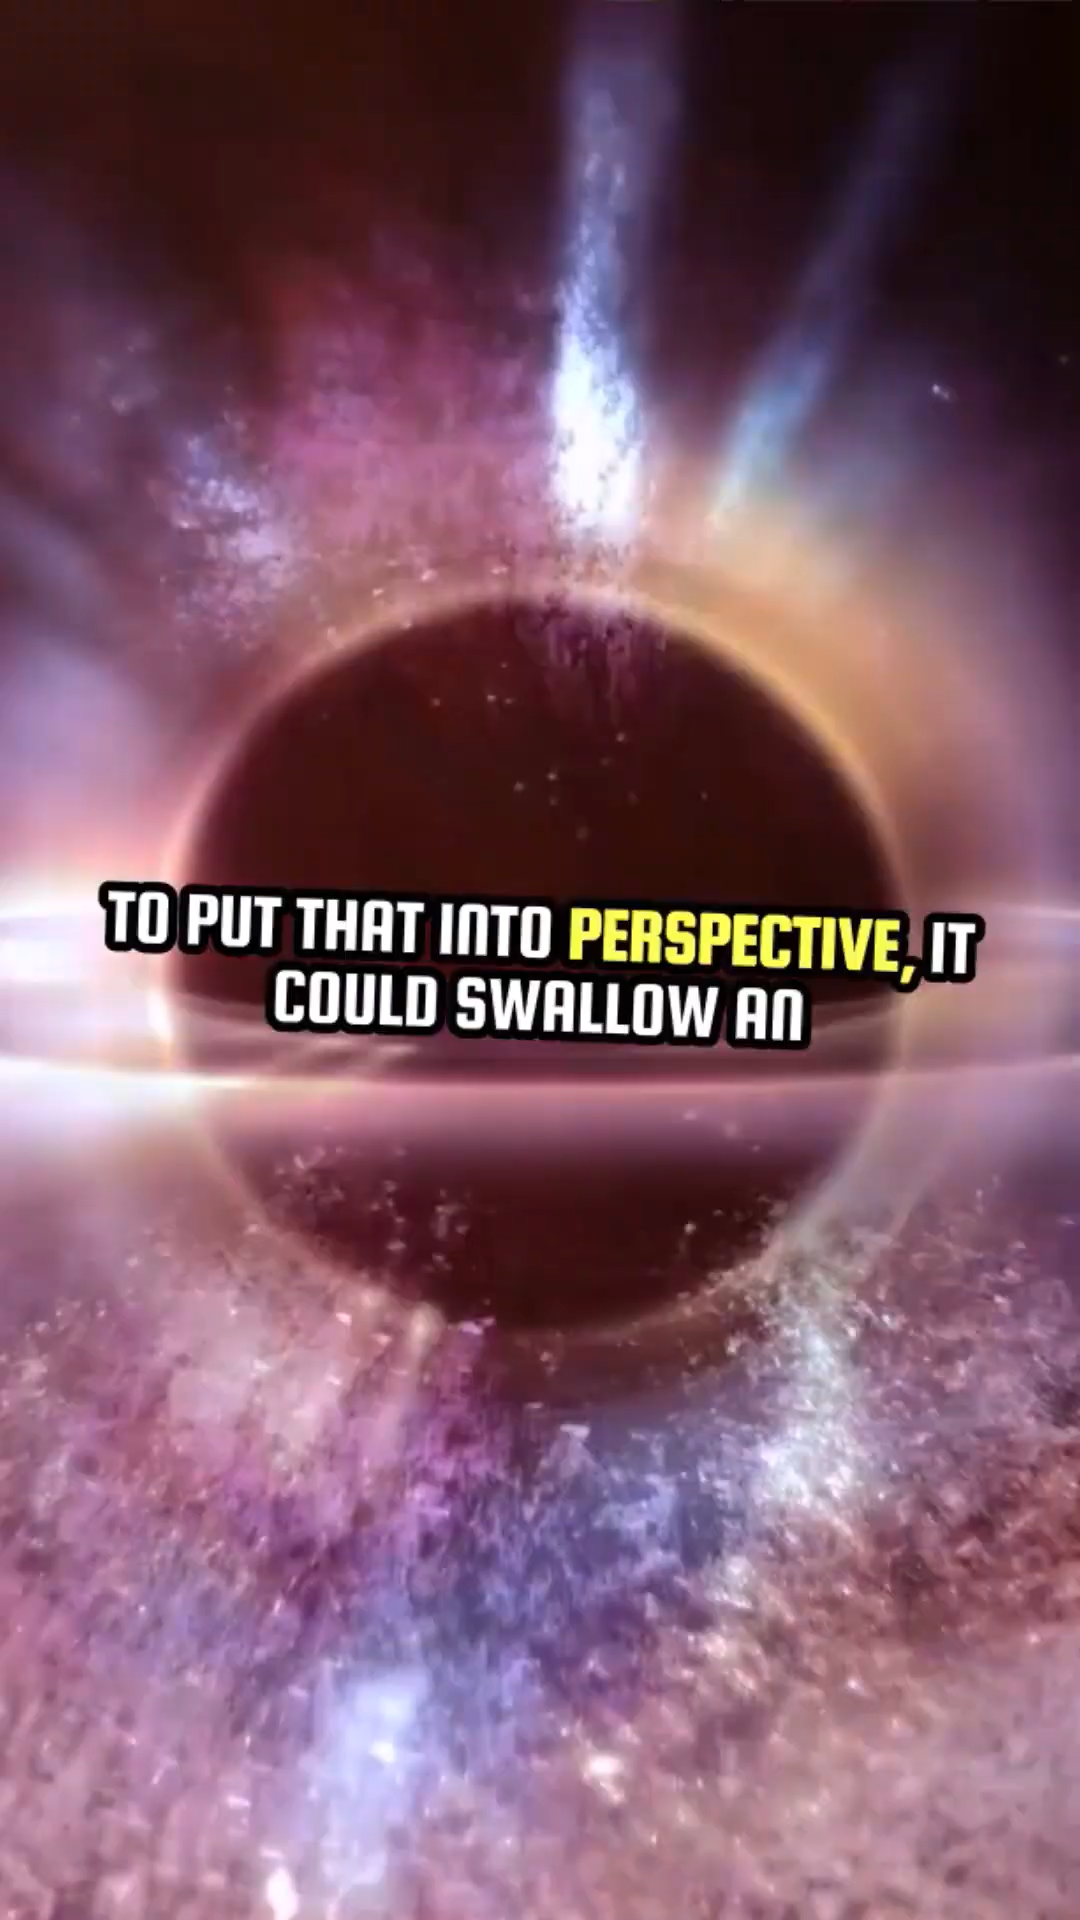 TO PUT THAT INTO PERSPECTIVE, IT
COULD SWALLOW AN